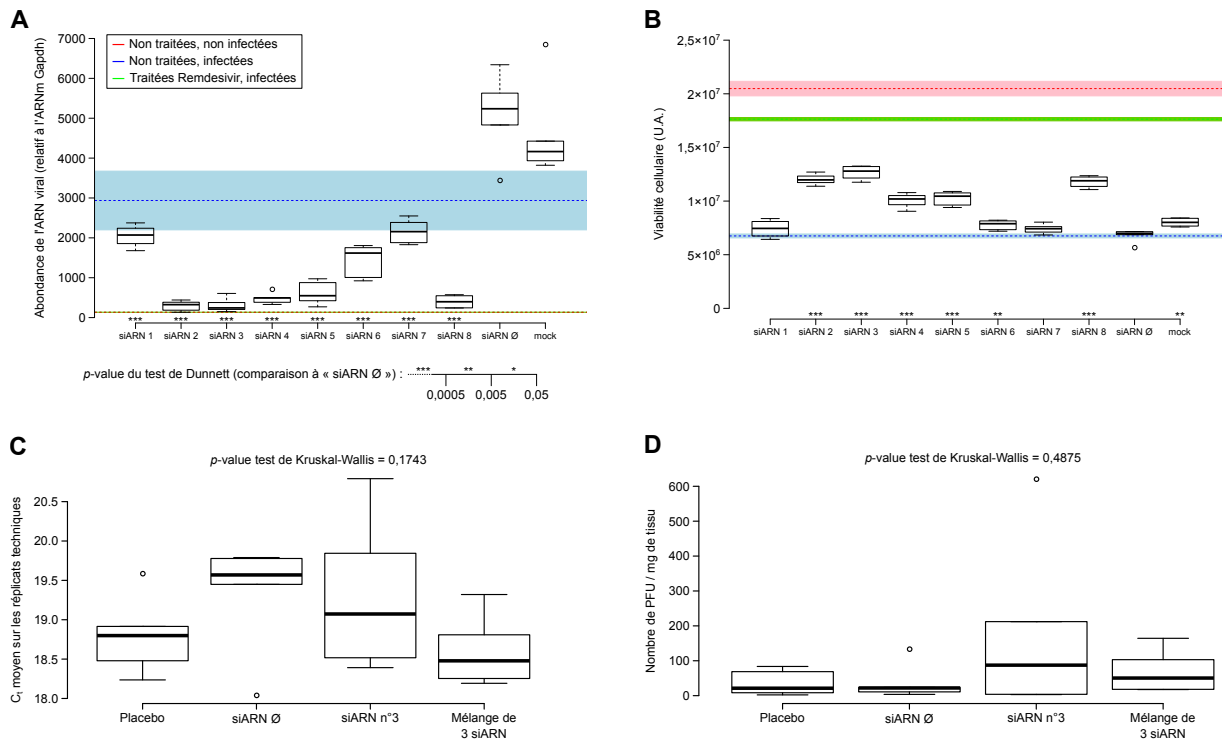 A
Abondance de l'ARN viral (relatif à l'ARNm Gapdh)
7000
6000
5000
4000
3000
2000
1000
0
Non traitées, non infectées
Non traitées, infectées
Traitées Remdesivir, infectées
*** *** *** *** *** *** *** ***
siARN 1 siARN 2 siARN 3 siARN 4 siARN 5 siARN 6 siARN 7 siARN 8 siARN Ø mock
p-value du test de Dunnett (comparaison à « siARN Ø ») : *** ** *
0,0005 0,005 0,05
B
Viabilité cellulaire (U.A.)
2,5×10⁷
2×10⁷
1,5×10⁷
1×10⁷
5×10⁶
0
*** *** *** *** ** *** **
siARN 1 siARN 2 siARN 3 siARN 4 siARN 5 siARN 6 siARN 7 siARN 8 siARN Ø mock
C
p-value test de Kruskal-Wallis = 0,1743
Ct moyen sur les réplicats techniques
20.5
20.0
19.5
19.0
18.5
18.0
Placebo siARN Ø siARN n°3 Mélange de
3 siARN
D
p-value test de Kruskal-Wallis = 0,4875
Nombre de PFU / mg de tissu
600
500
400
300
200
100
0
Placebo siARN Ø siARN n°3 Mélange de
3 siARN